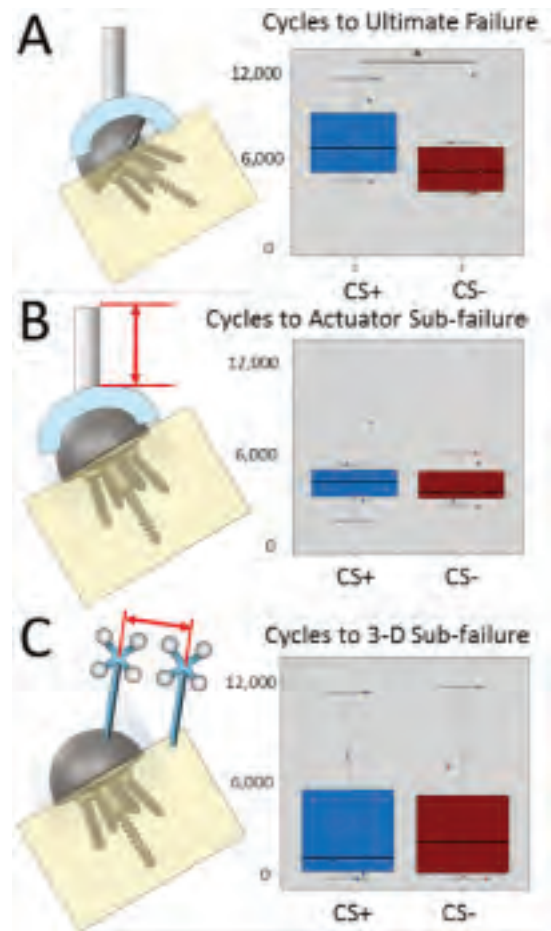 A
Cycles to Ultimate Failure
12,000
*
6,000
0
CS+
CS-
B
Cycles to Actuator Sub-failure
12,000
6,000
0
CS+
CS-
C
Cycles to 3-D Sub-failure
12,000
6,000
0
CS+
CS-